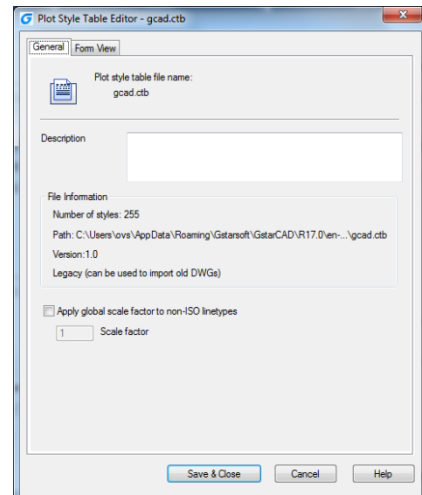 Plot Style Table Editor - gcad.ctb
General Form View
Plot style table file name:
gcad.ctb
Description
File Information
Number of styles: 255
Path: C:\Users\ovs\AppData\Roaming\Gstarsoft\GstarCAD\R17.0\en-...\gcad.ctb
Version:1.0
Legacy (can be used to import old DWGs)
Apply global scale factor to non-ISO linetypes
1 Scale factor
Save & Close Cancel Help